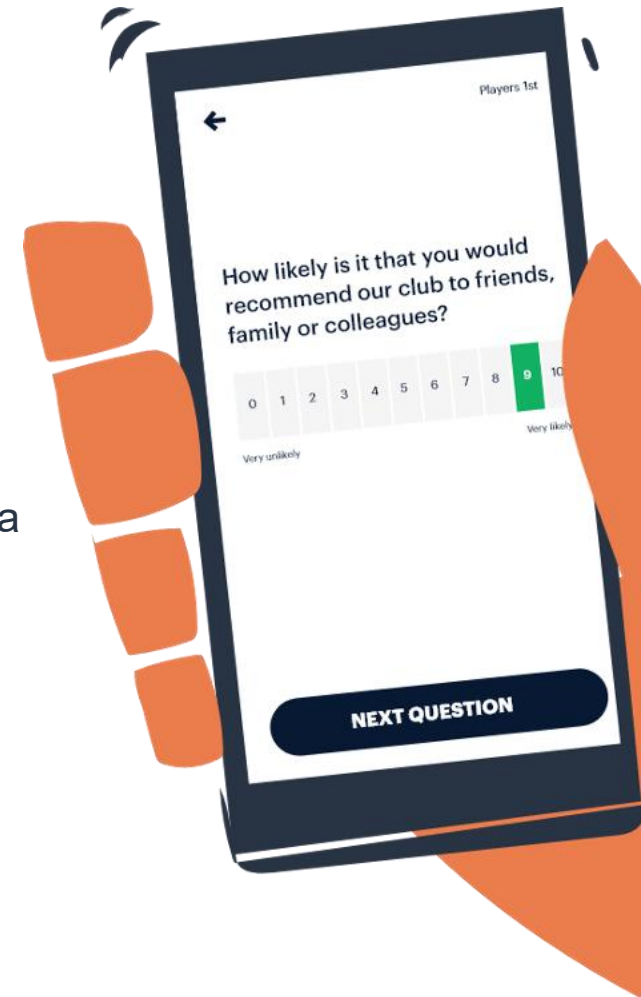 Players 1st
How likely is it that you would
recommend our club to friends,
family or colleagues?
0 1 2 3 4 5 6 7 8 9 10
Very unlikely Very likely
a
NEXT QUESTION